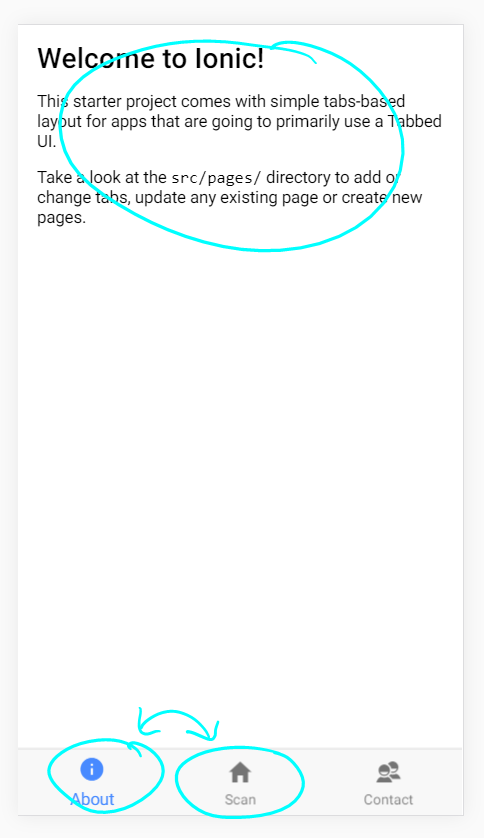 Welcome to Ionic!
This starter project comes with simple tabs-based
layout for apps that are going to primarily use a Tabbed
UI.
Take a look at the src/pages/ directory to add or
change tabs, update any existing page or create new
pages.
About
Scan
Contact